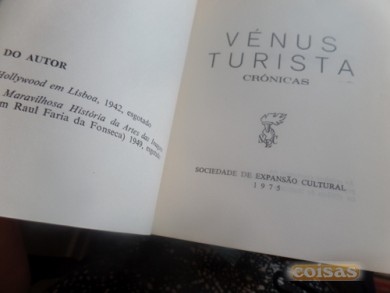 DO AUTOR
Hollywood em Lisboa, 1942, esgotado
Maravilhosa História da Artes das
m Raul Faria da Fonseca) 1949, esgotado
VÉNUS
TURISTA
CRÓNICAS
SOCIEDADE DE EXPANSÃO CULTURAL
1973
coisas